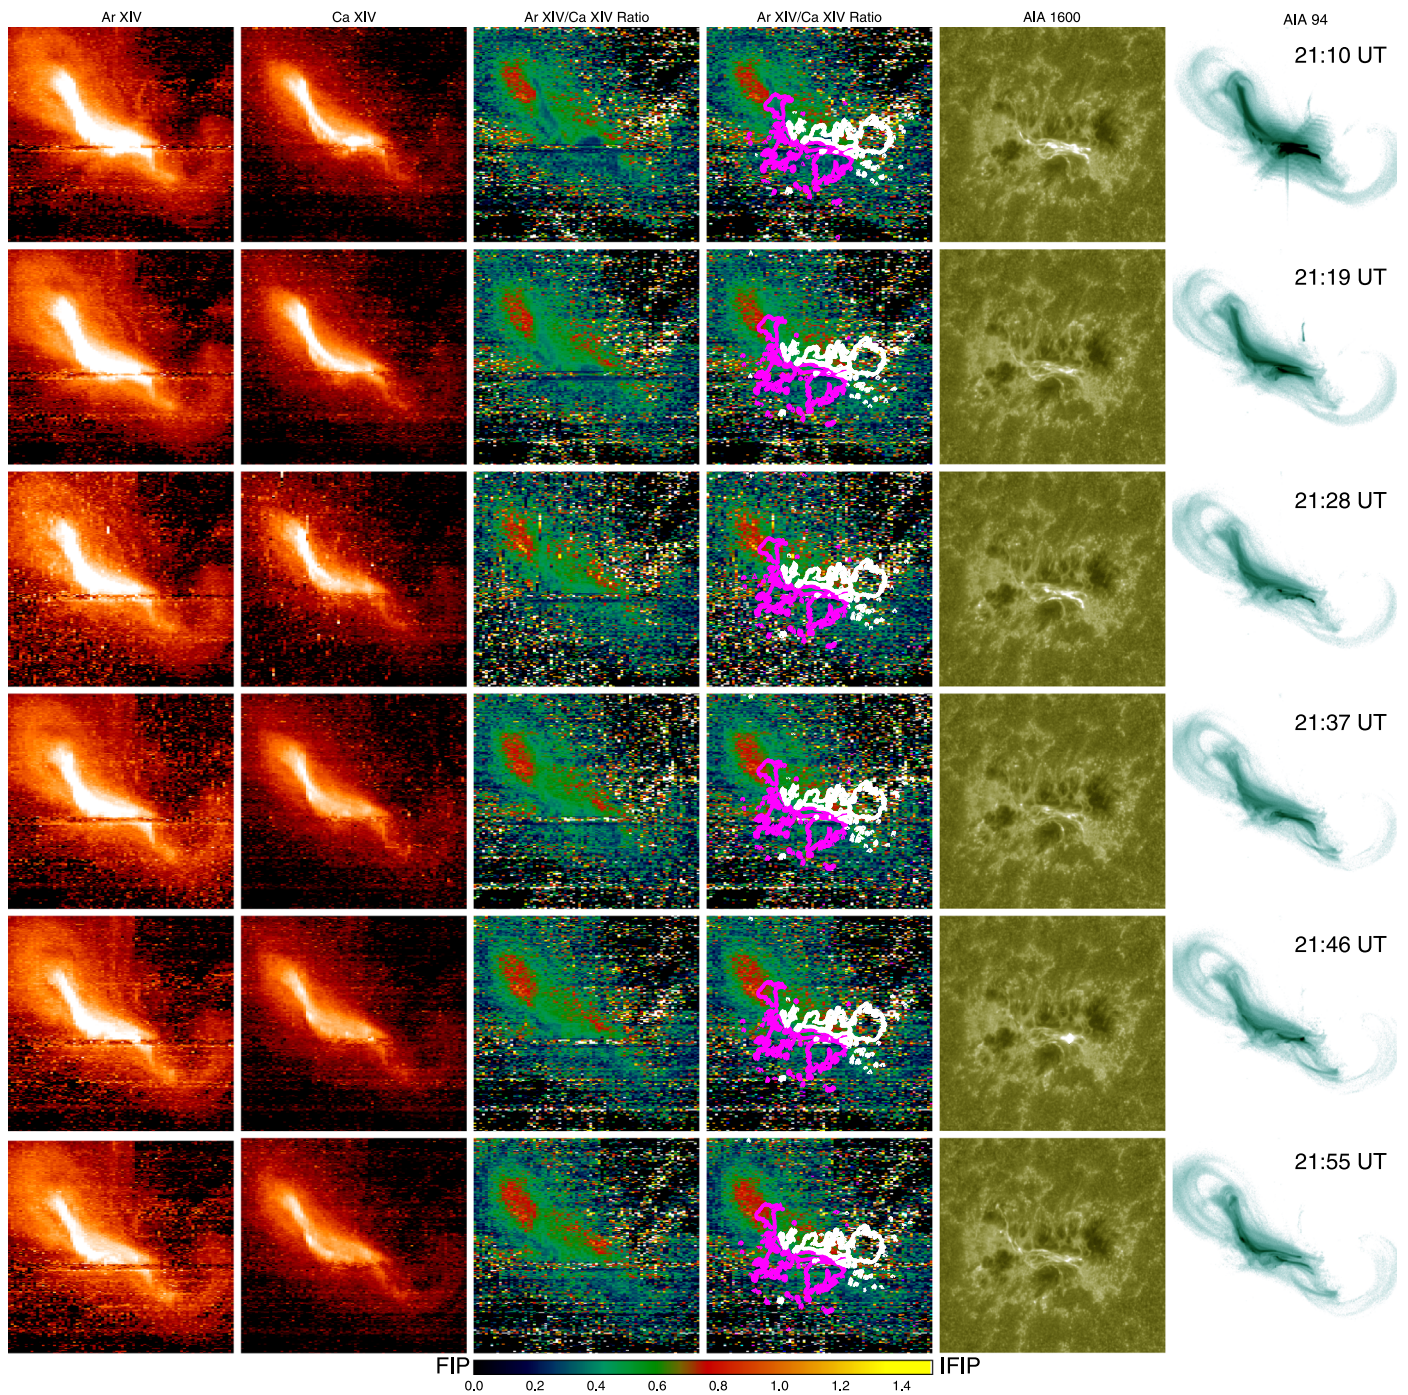 Ar XIV Ca XIV Ar XIV/Ca XIV Ratio Ar XIV/Ca XIV Ratio AIA 1600 AIA 94
21:10 UT
21:19 UT
21:28 UT
21:37 UT
21:46 UT
21:55 UT
FIP IFIP
0.0 0.2 0.4 0.6 0.8 1.0 1.2 1.4